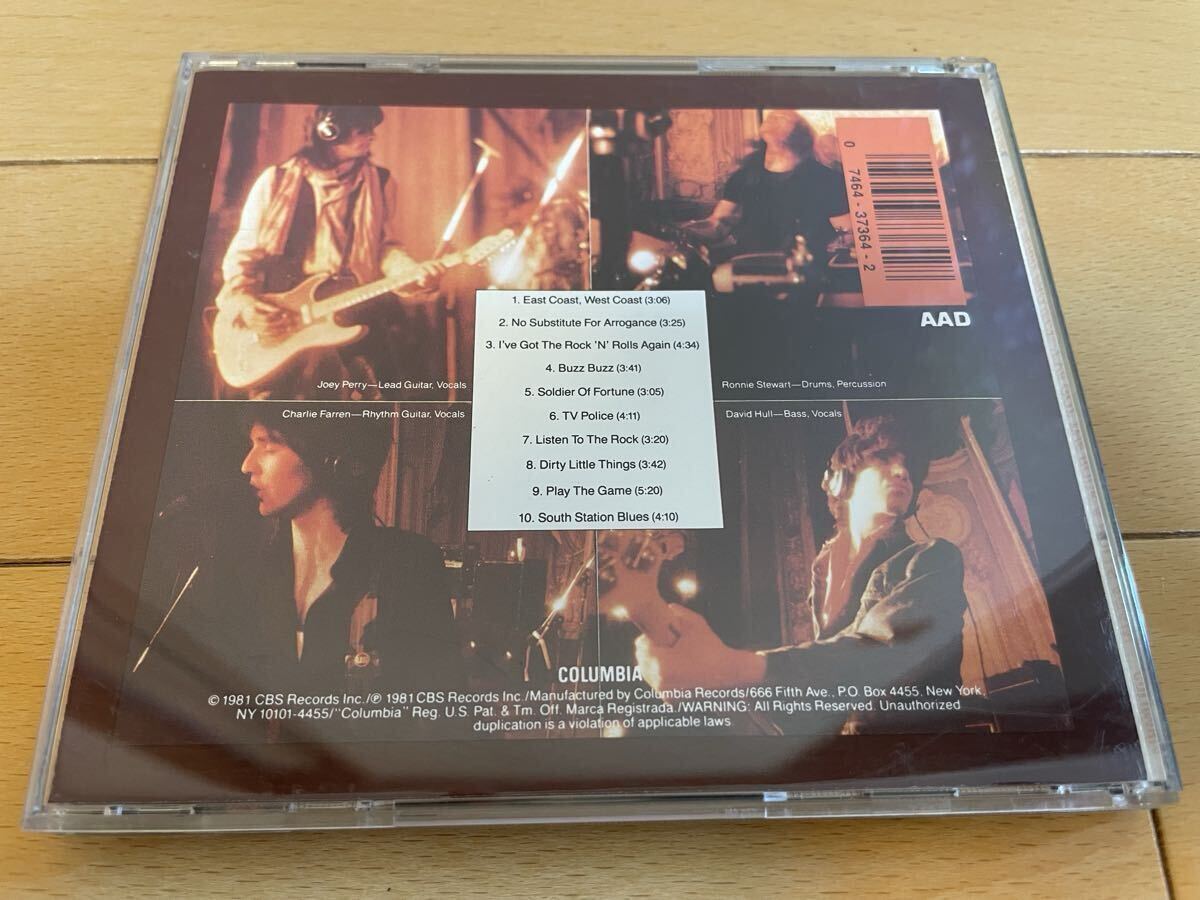 0 7464 - 37364 - 2
AAD
Joey Perry—Lead Guitar, Vocals
Ronnie Stewart—Drums, Percussion
Charlie Farren—Rhythm Guitar, Vocals
David Hull—Bass, Vocals
1. East Coast, West Coast (3:06)
2. No Substitute For Arrogance (3:25)
3. I've Got The Rock 'N' Rolls Again (4:34)
4. Buzz Buzz (3:41)
5. Soldier Of Fortune (3:05)
6. TV Police (4:11)
7. Listen To The Rock (3:20)
8. Dirty Little Things (3:42)
9. Play The Game (5:20)
10. South Station Blues (4:10)
COLUMBIA
© 1981 CBS Records Inc./℗ 1981 CBS Records Inc./Manufactured by Columbia Records/666 Fifth Ave., P.O. Box 4455, New York,
NY 10101-4455/"Columbia" Reg. U.S. Pat. & Tm. Off. Marca Registrada./WARNING: All Rights Reserved. Unauthorized
duplication is a violation of applicable laws.